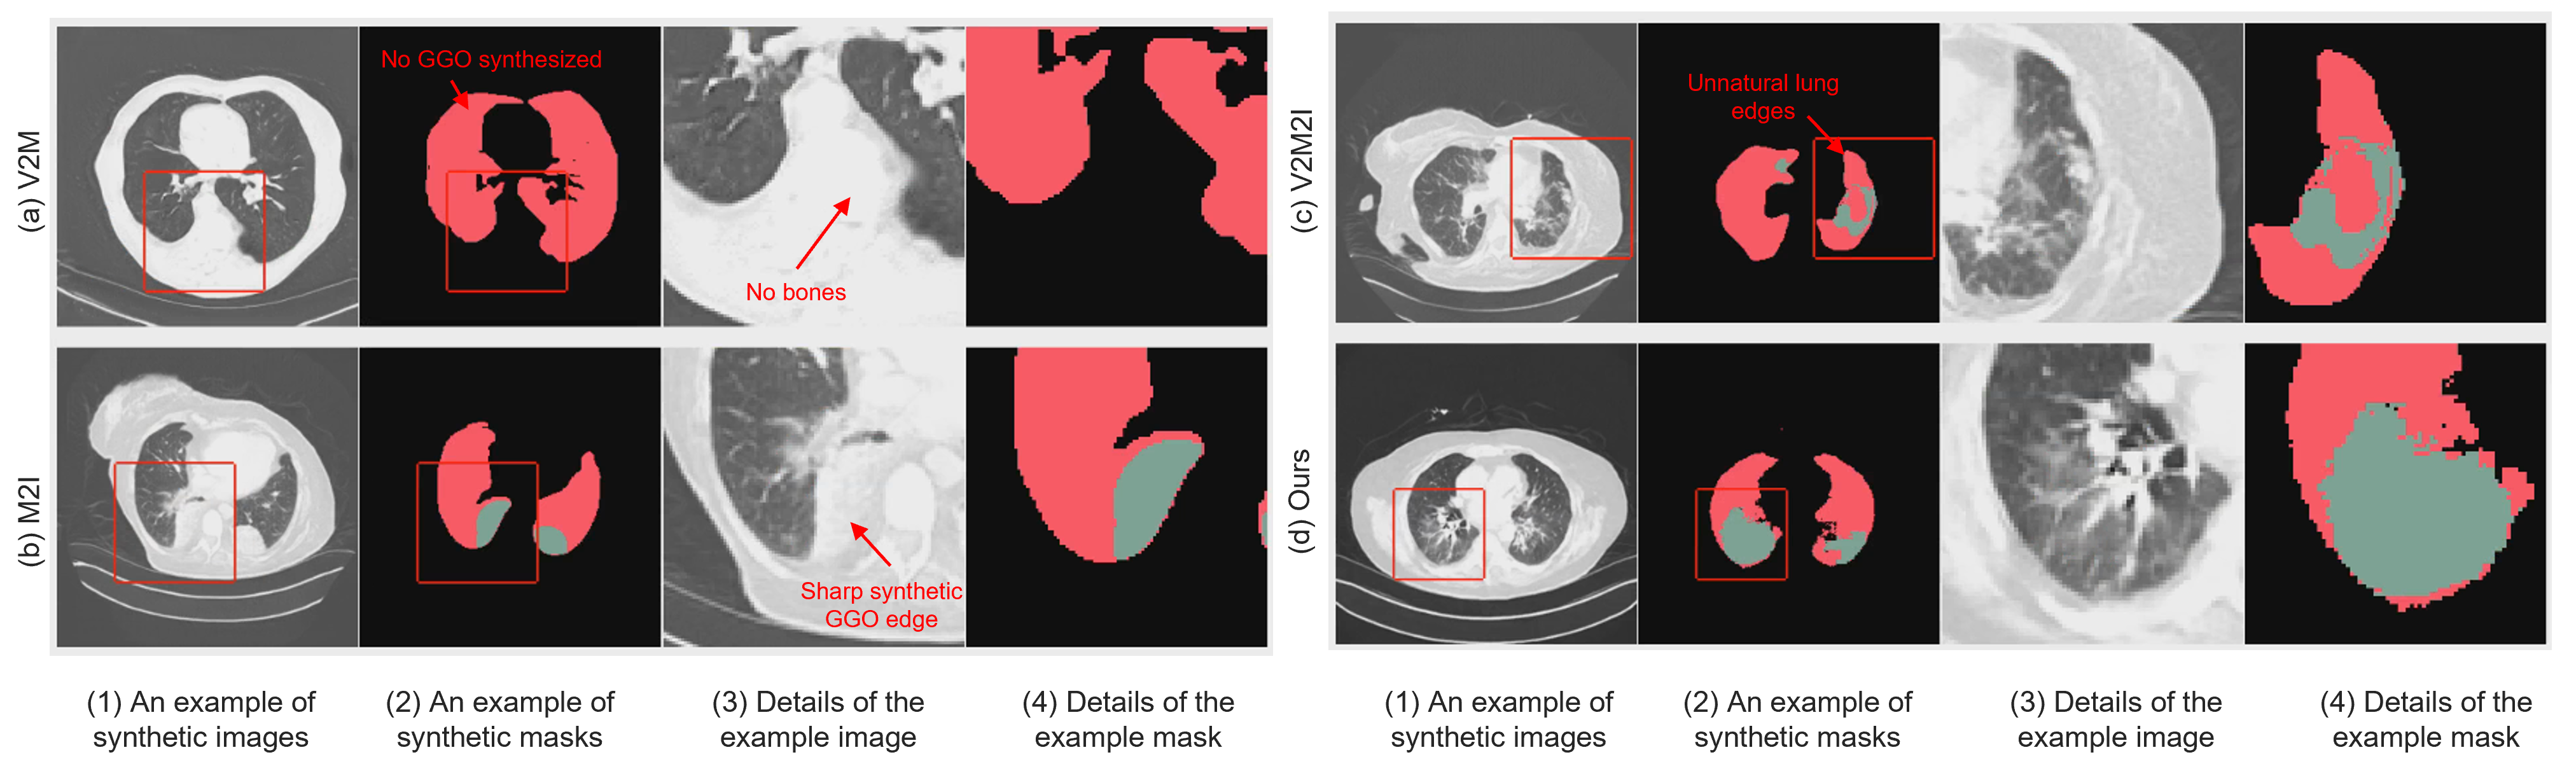 (a) V2M
No GGO synthesized
No bones
(b) M2I
Sharp synthetic
GGO edge
(1) An example of
synthetic images
(2) An example of
synthetic masks
(3) Details of the
example image
(4) Details of the
example mask
(c) V2M2I
Unnatural lung
edges
(d) Ours
(1) An example of
synthetic images
(2) An example of
synthetic masks
(3) Details of the
example image
(4) Details of the
example mask